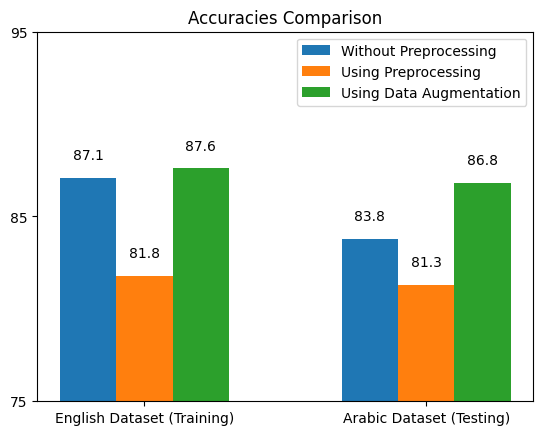 Accuracies Comparison
95
Without Preprocessing
Using Preprocessing
Using Data Augmentation
87.1
81.8
87.6
83.8
81.3
86.8
85
75
English Dataset (Training)
Arabic Dataset (Testing)